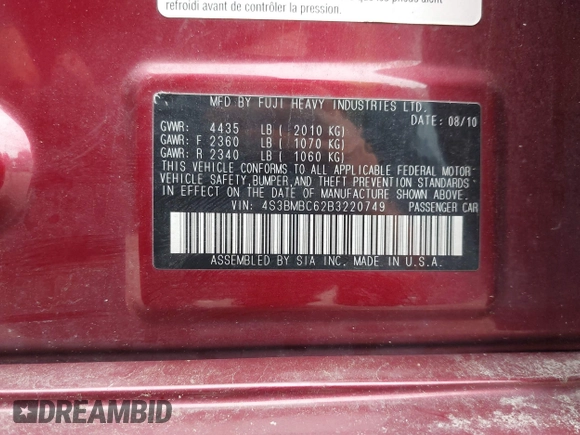 refroidi avant de contrôler la pression.
MFD BY FUJI HEAVY INDUSTRIES LTD.
DATE: 08/10
GVWR: 4435 LB ( 2010 KG)
GAWR: F 2360 LB ( 1070 KG)
GAWR: R 2340 LB ( 1060 KG)
THIS VEHICLE CONFORMS TO ALL APPLICABLE FEDERAL MOTOR
VEHICLE SAFETY, BUMPER, AND THEFT PREVENTION STANDARDS
IN EFFECT ON THE DATE OF MANUFACTURE SHOWN ABOVE.
VIN: 4S3BMBC62B3220749 PASSENGER CAR
ASSEMBLED BY SIA INC. MADE IN U.S.A.
DREAMBID